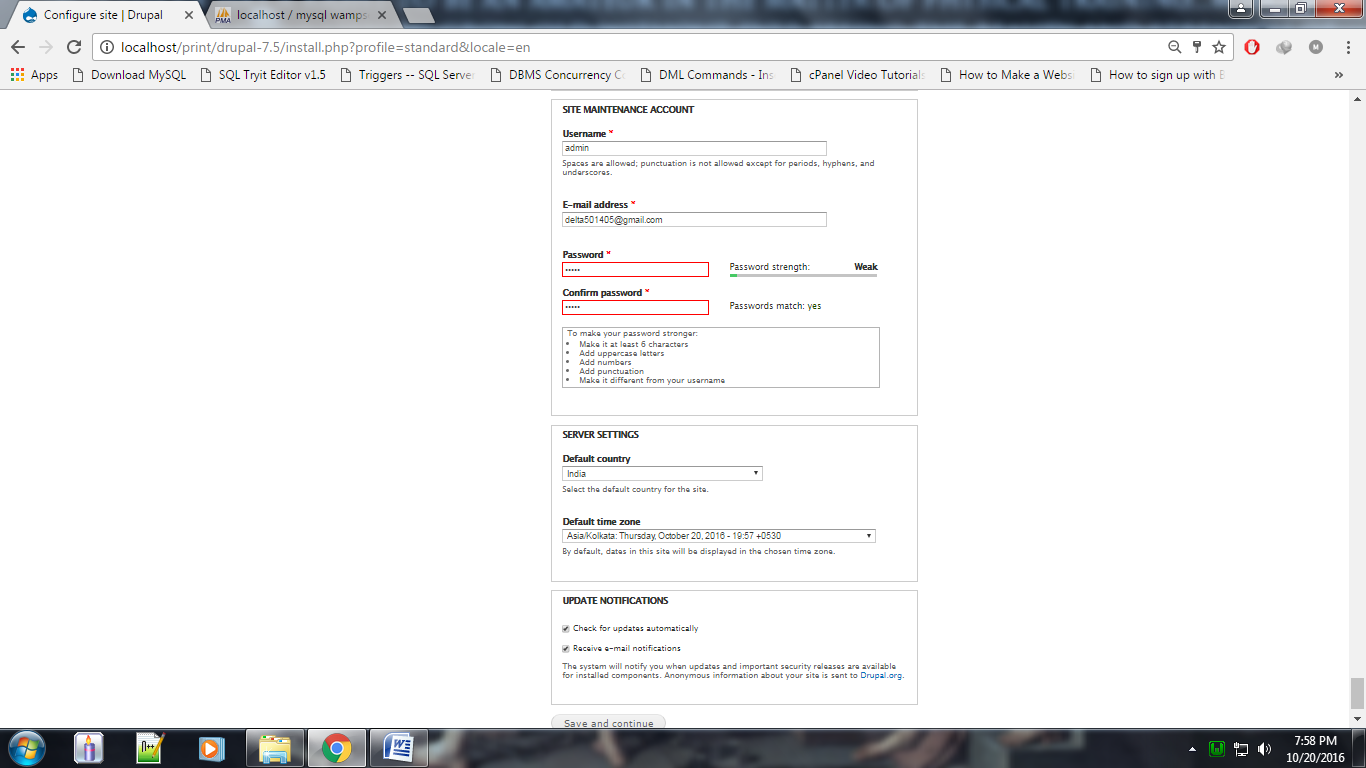 Configure site | Drupal
localhost / mysql wamps
localhost/print/drupal-7.5/install.php?profile=standard&locale=en
Apps
Download MySQL
SQL Tryit Editor v1.5
Triggers -- SQL Server
DBMS Concurrency C
DML Commands - Ins
cPanel Video Tutorials
How to Make a Webs
How to sign up with
»
SITE MAINTENANCE ACCOUNT
Username *
admin
Spaces are allowed; punctuation is not allowed except for periods, hyphens, and
underscores.
E-mail address *
delta501405@gmail.com
Password *
•••••
Password strength: Weak
Confirm password *
•••••
Passwords match: yes
To make your password stronger:
• Make it at least 6 characters
• Add uppercase letters
• Add numbers
• Add punctuation
• Make it different from your username
SERVER SETTINGS
Default country
India
Select the default country for the site.
Default time zone
Asia/Kolkata: Thursday, October 20, 2016 - 19:57 +0530
By default, dates in this site will be displayed in the chosen time zone.
UPDATE NOTIFICATIONS
Check for updates automatically
Receive e-mail notifications
The system will notify you when updates and important security releases are available
for installed components. Anonymous information about your site is sent to Drupal.org.
Save and continue
7:58 PM
10/20/2016